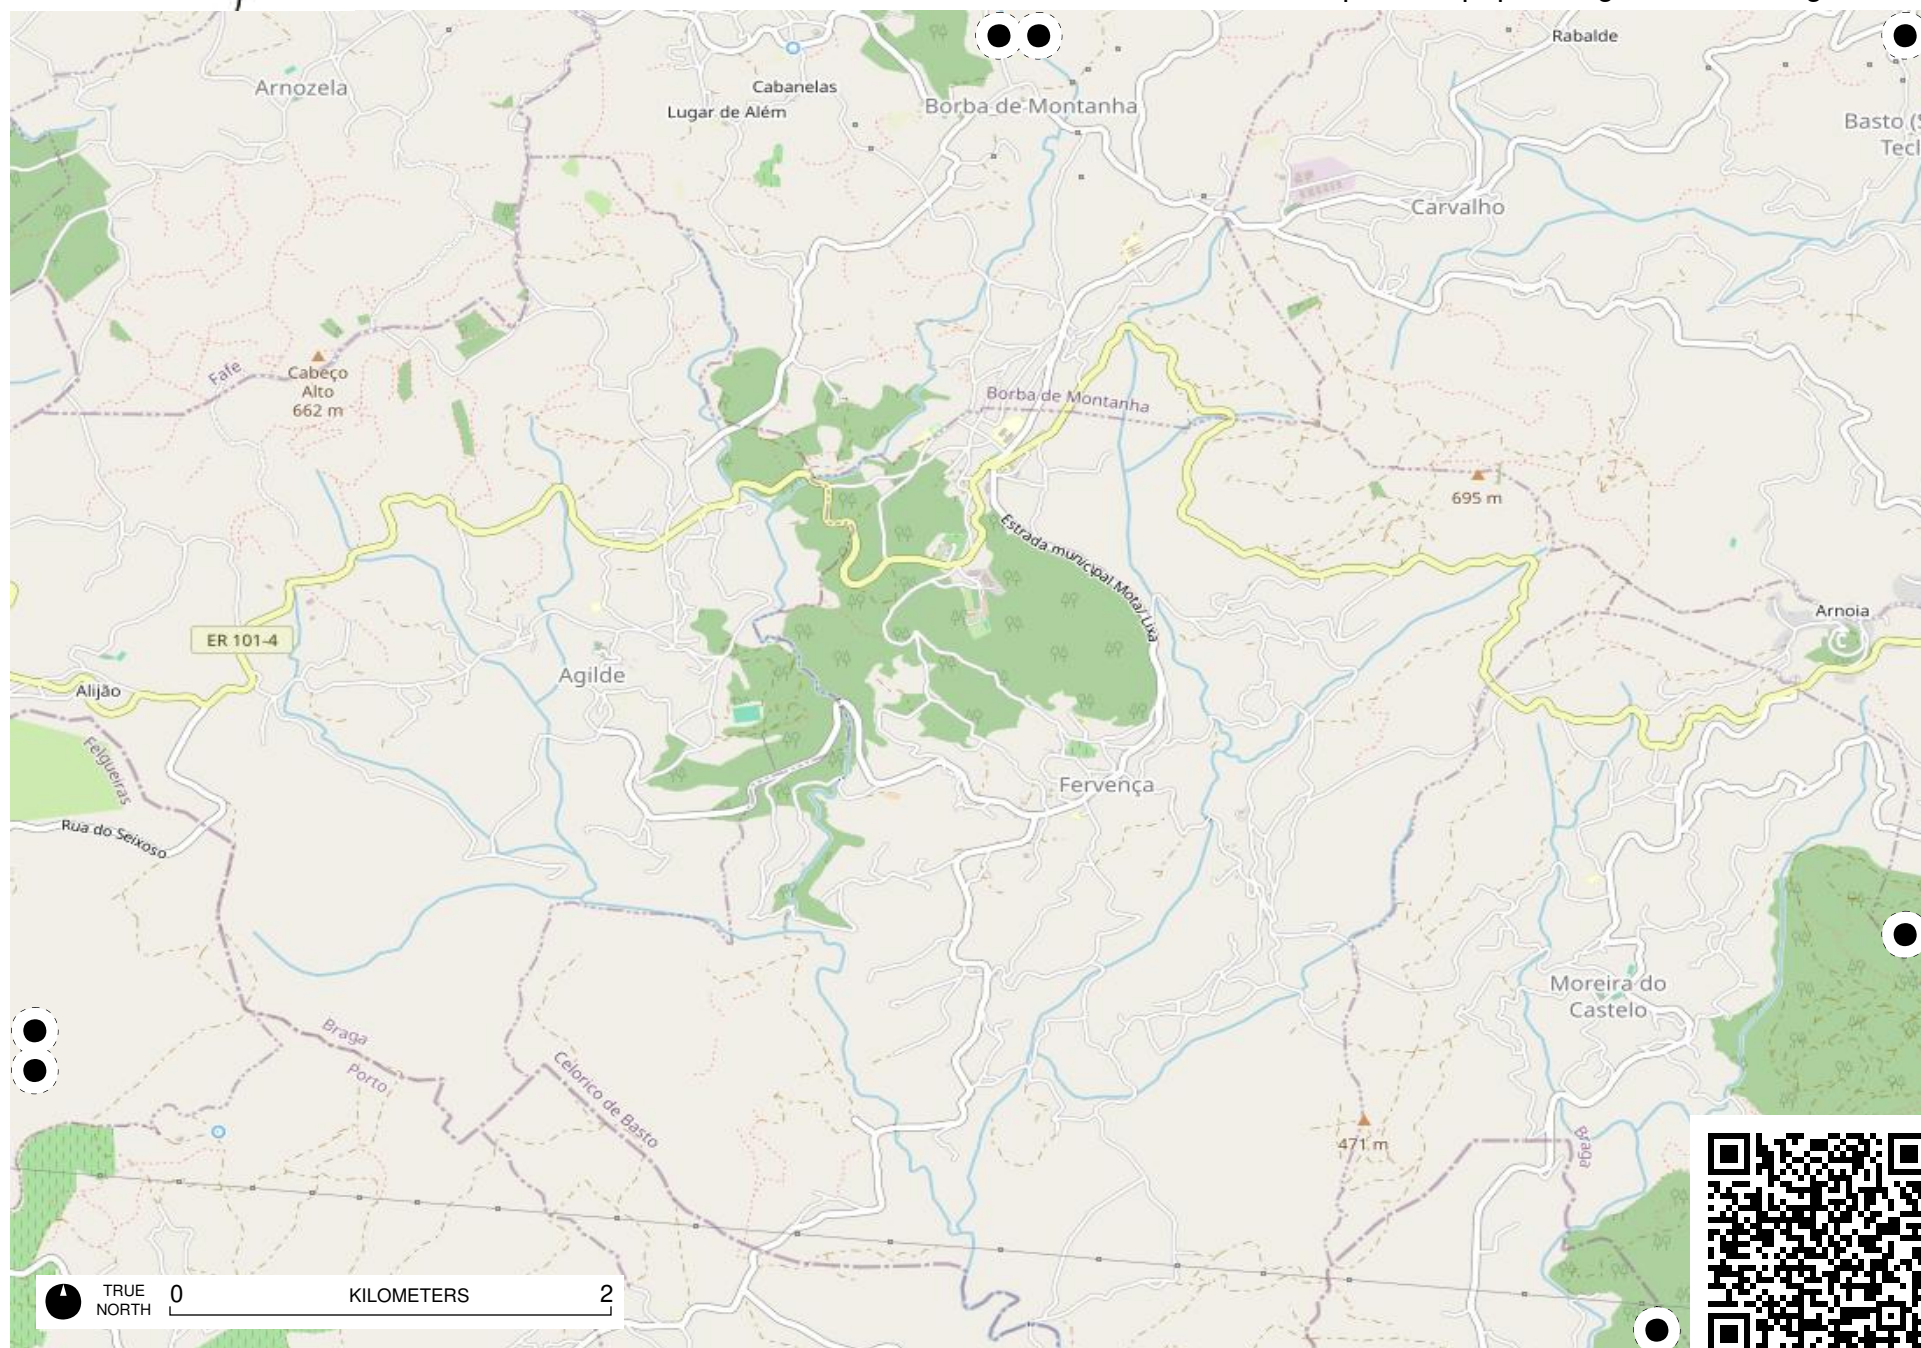 Rabalde
Arnozela
Cabanelas
Lugar de Além
Borba de Montanha
Basto (S
Tecl
Carvalho
Fafe
Cabeço
Alto
662 m
Borba de Montanha
695 m
Estrada municipal Mota/Lixa
Arnoia
ER 101-4
Agilde
Alijão
Felgueiras
Fervença
Rua do Seixoso
Moreira do
Castelo
Braga
Porto
Celorico de Basto
471 m
Braga
TRUE
NORTH
0
KILOMETERS
2